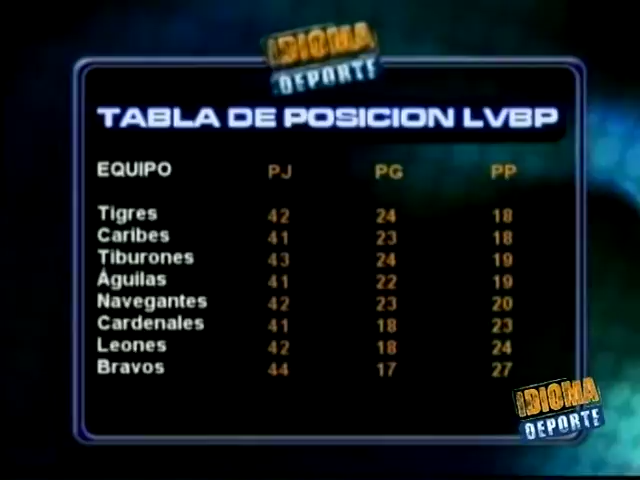 IDIOMA
DEPORTE
TABLA DE POSICION LVBP
EQUIPO PJ PG PP
Tigres 42 24 18
Caribes 41 23 18
Tiburones 43 24 19
Águilas 41 22 19
Navegantes 42 23 20
Cardenales 41 18 23
Leones 42 18 24
Bravos 44 17 27
IDIOMA
DEPORTE